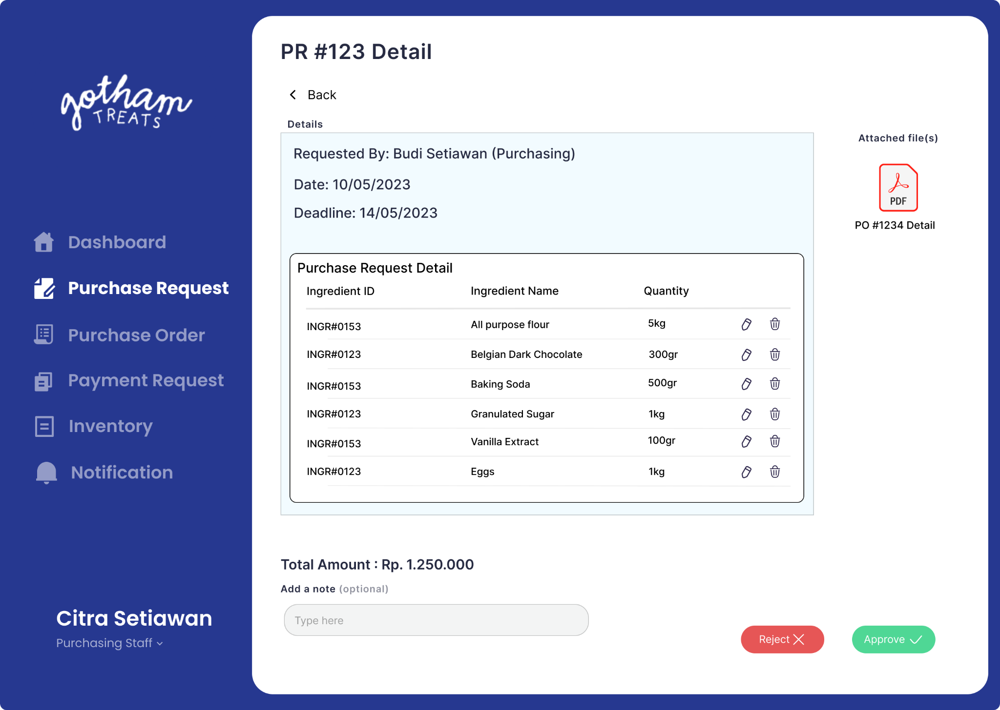 gotham
TREATS
Dashboard
Purchase Request
Purchase Order
Payment Request
Inventory
Notification
Citra Setiawan
Purchasing Staff
PR #123 Detail
Back
Details
Requested By: Budi Setiawan (Purchasing)
Date: 10/05/2023
Deadline: 14/05/2023
Purchase Request Detail
Ingredient ID Ingredient Name Quantity
INGR#0153 All purpose flour 5kg
INGR#0123 Belgian Dark Chocolate 300gr
INGR#0153 Baking Soda 500gr
INGR#0123 Granulated Sugar 1kg
INGR#0153 Vanilla Extract 100gr
INGR#0123 Eggs 1kg
Attached file(s)
PDF
PO #1234 Detail
Total Amount : Rp. 1.250.000
Add a note (optional)
Type here
Reject
Approve